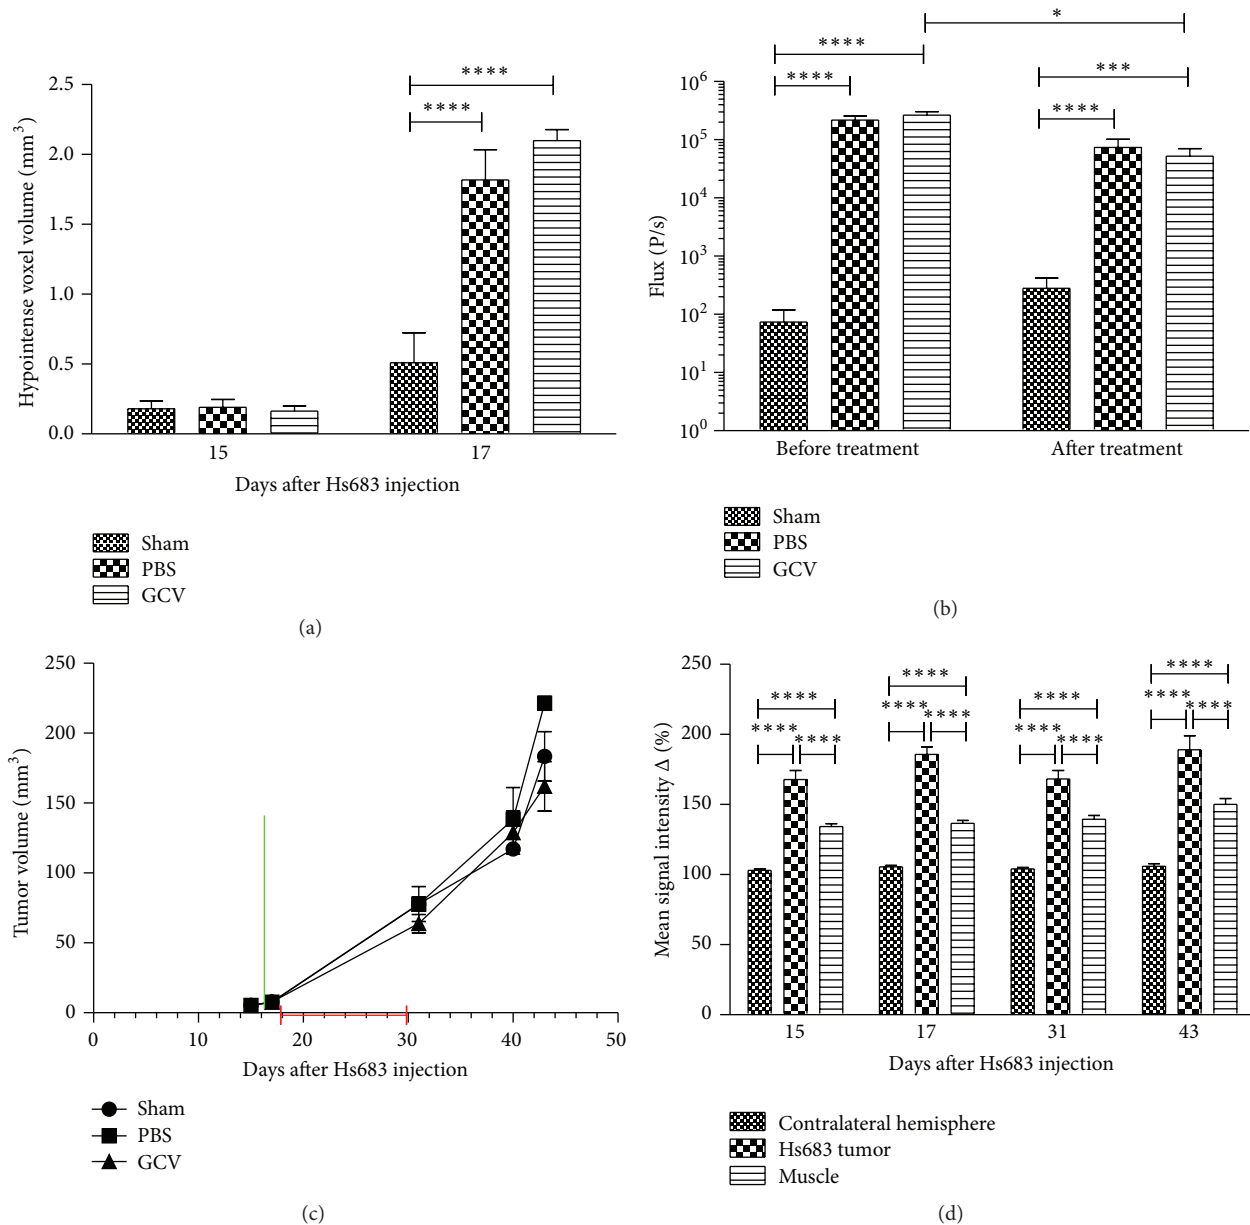 ****
****
2.5
2.0
1.5
1.0
0.5
0.0
Hypointense voxel volume (mm³)
15
17
Days after Hs683 injection
Sham
PBS
GCV
(a)
*
****
****
***
****
10⁶
10⁵
10⁴
10³
10²
10¹
10⁰
Flux (P/s)
Before treatment
After treatment
Sham
PBS
GCV
(b)
250
200
150
100
50
0
Tumor volume (mm³)
0 10 20 30 40 50
Days after Hs683 injection
Sham
PBS
GCV
(c)
250
200
150
100
50
0
Mean signal intensity Δ (%)
****
**** ****
****
**** ****
****
**** ****
****
**** ****
15 17 31 43
Days after Hs683 injection
Contralateral hemisphere
Hs683 tumor
Muscle
(d)